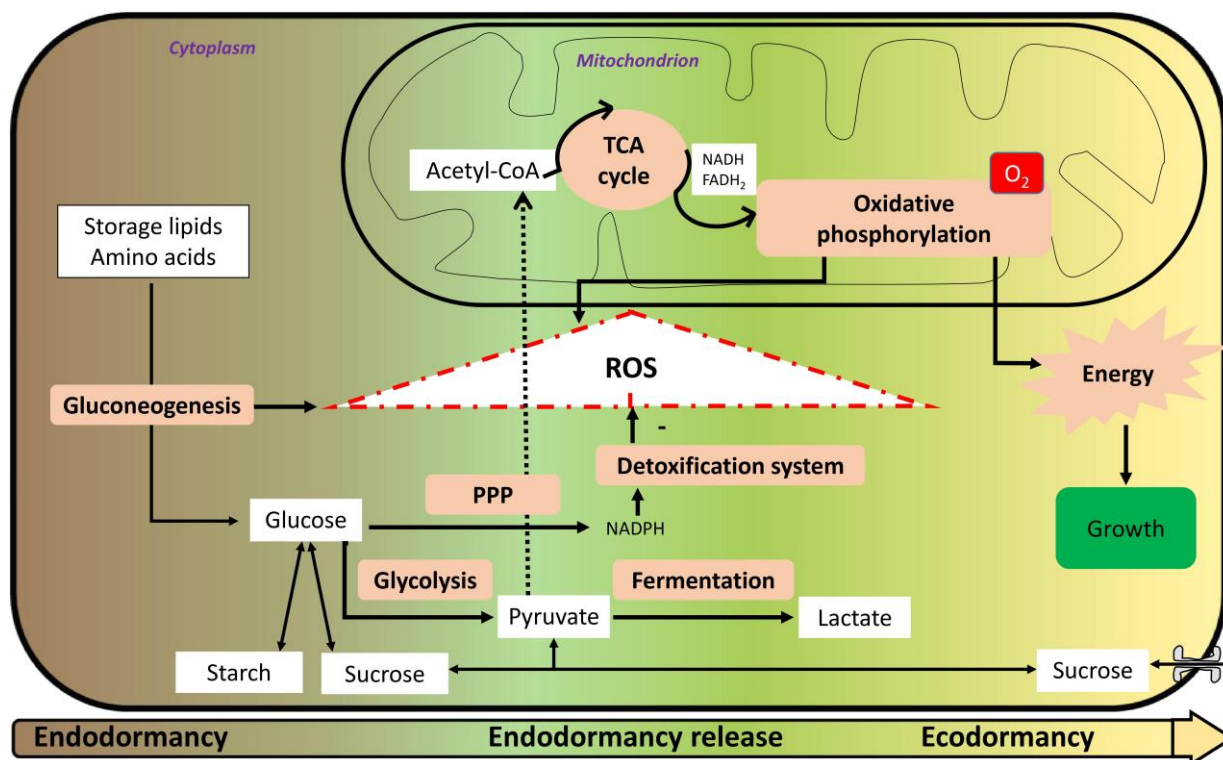 Cytoplasm
Mitochondrion
TCA
cycle
Acetyl-CoA
NADH
FADH₂
O₂
Oxidative
phosphorylation
Storage lipids
Amino acids
ROS
Energy
Gluconeogenesis
-
Detoxification system
PPP
Glucose
NADPH
Growth
Glycolysis
Fermentation
Pyruvate
Lactate
Starch
Sucrose
Sucrose
Endodormancy
Endodormancy release
Ecodormancy